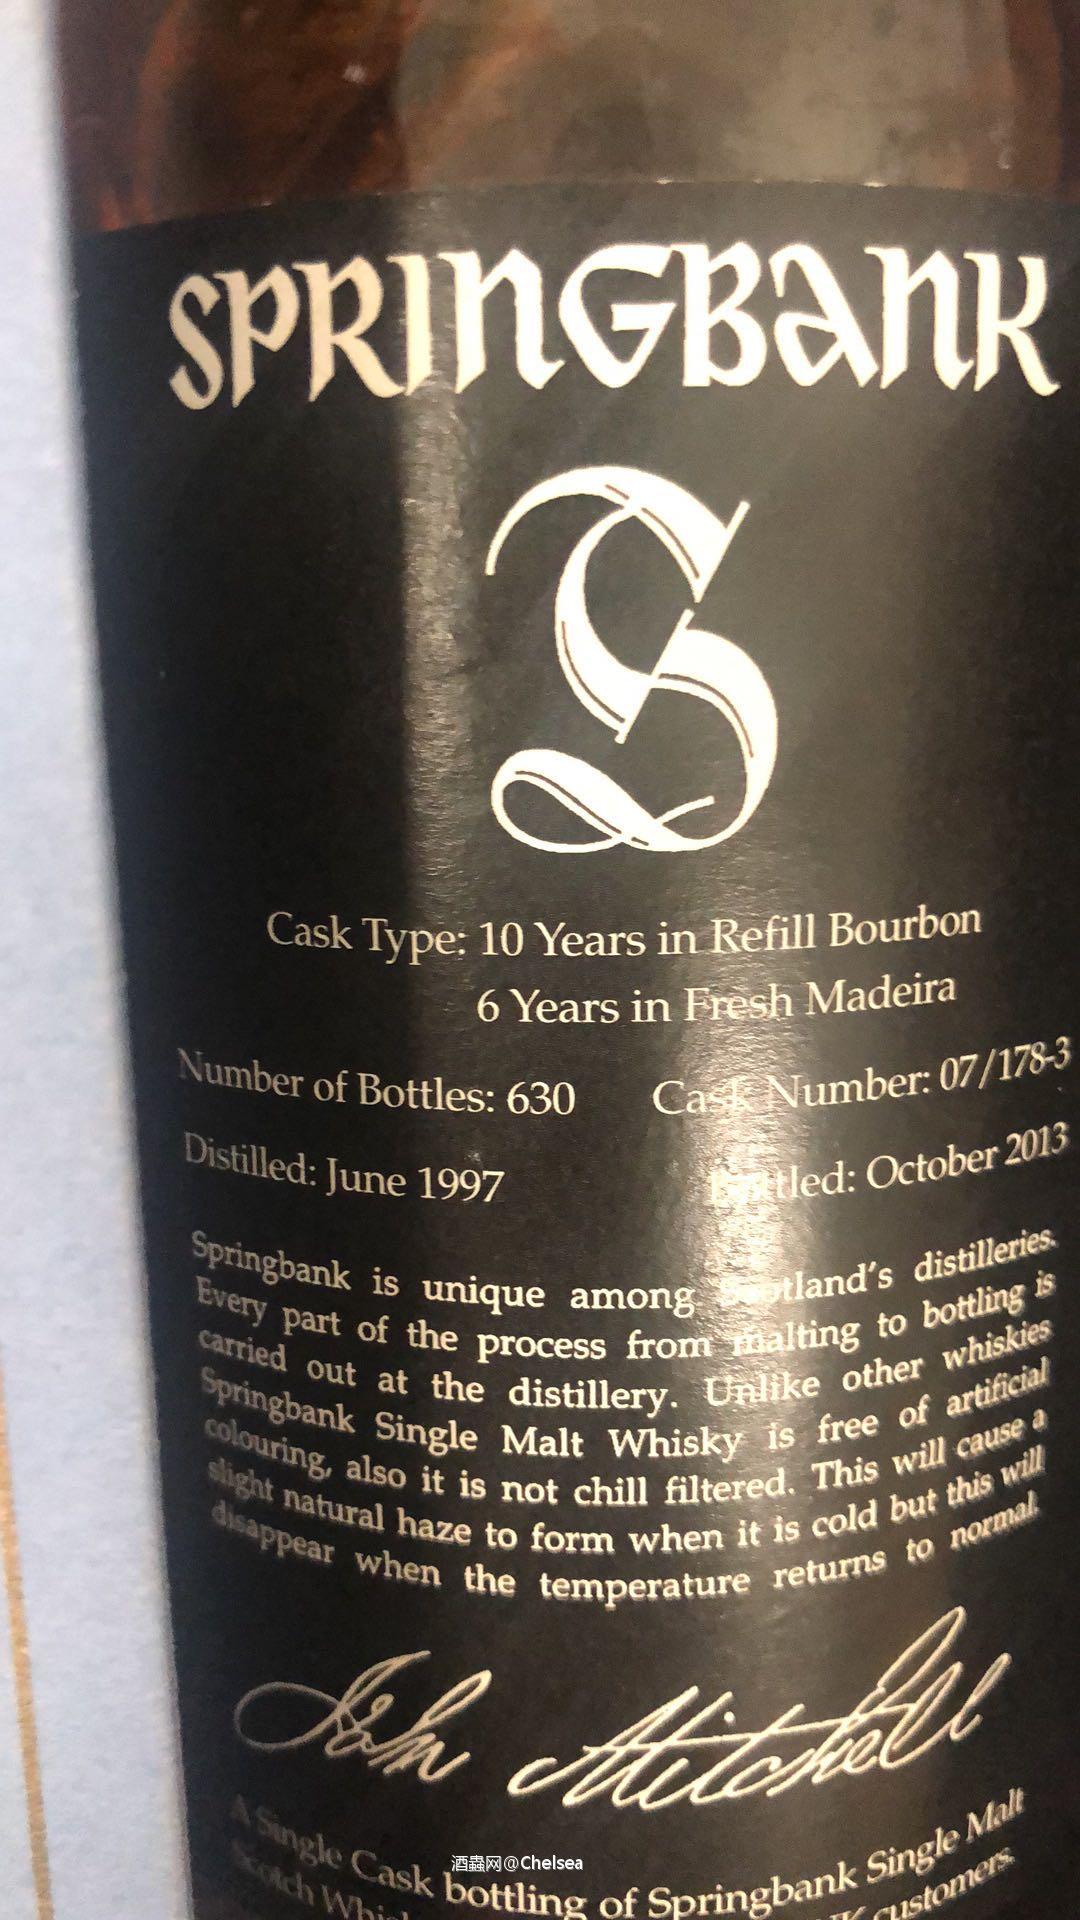 SPRINGBANK
S
Cask Type: 10 Years in Refill Bourbon
6 Years in Fresh Madeira
Number of Bottles: 630 Cask Number: 07/178-3
Distilled: June 1997 Bottled: October 2013
Springbank is unique among Scotland's distilleries.
Every part of the process from malting to bottling is
carried out at the distillery. Unlike other whiskies
Springbank Single Malt Whisky is free of artificial
colouring, also it is not chill filtered. This will cause a
slight natural haze to form when it is cold but this will
disappear when the temperature returns to normal.
John Mitchell
A Single Cask bottling of Springbank Single Malt
Scotch customers.
酒蟲网@Chelsea